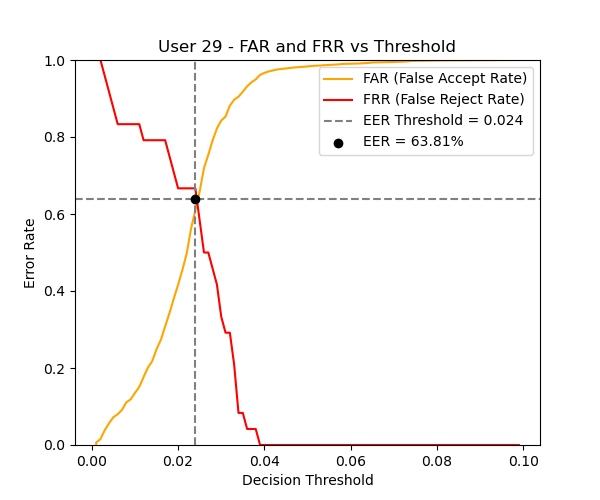 User 29 - FAR and FRR vs Threshold
1.0
0.8
0.6
0.4
0.2
0.0
Error Rate
FAR (False Accept Rate)
FRR (False Reject Rate)
EER Threshold = 0.024
EER = 63.81%
0.00 0.02 0.04 0.06 0.08 0.10
Decision Threshold